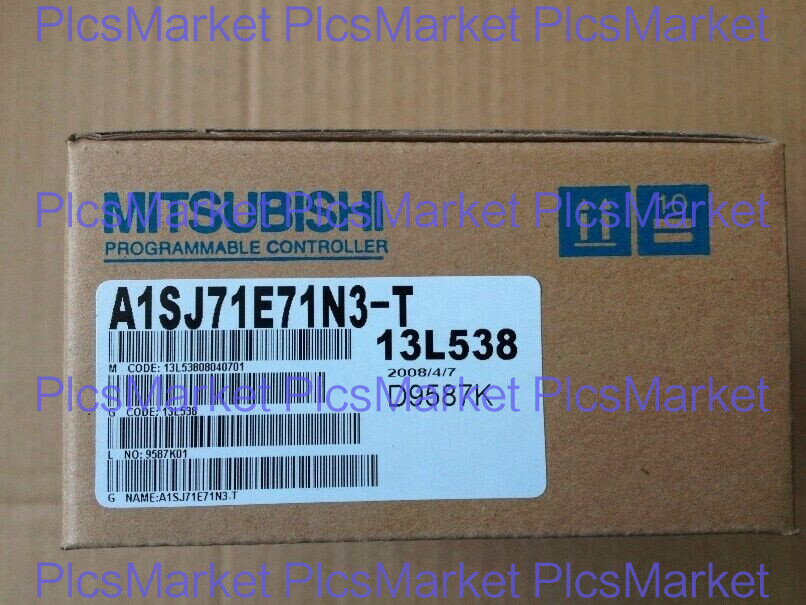 PlcsMarket PlcsMarket PlcsMarket
MITSUBISHI
PlcsMarket PlcsMarket PlcsMarket
PROGRAMMABLE CONTROLLER
10
A1SJ71E71N3-T
13L538
M CODE: 13L53808040701
2008/4/7
D9587K
PlcsMarket PlcsMarket PlcsMarket
G CODE: 13L538
L NO: 9587K01
G NAME:A1SJ71E71N3-T
PlcsMarket PlcsMarket PlcsMarket